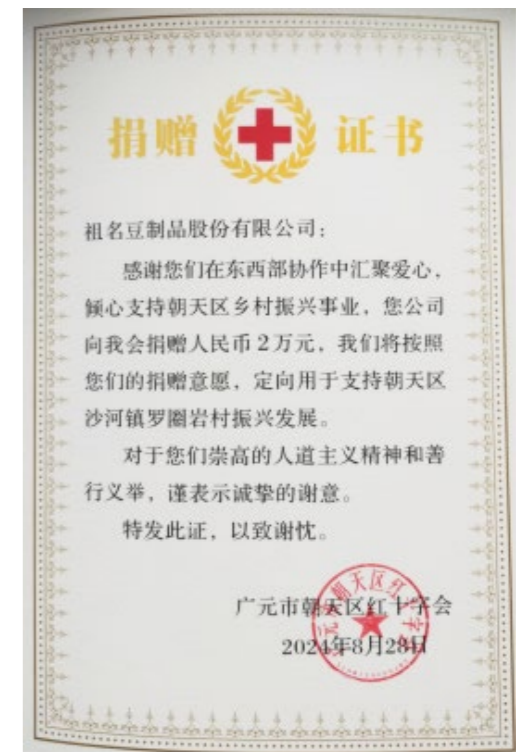 捐赠证书
祖名豆制品股份有限公司：
感谢您们在东西部协作中汇聚爱心，
倾心支持朝天区乡村振兴事业，您公司
向我会捐赠人民币2万元，我们将按照
您们的捐赠意愿，定向用于支持朝天区
沙河镇罗圈岩村振兴发展。
对于您们崇高的人道主义精神和善
行义举，谨表示诚挚的谢意。
特发此证，以致谢忱。
广元市朝天区红十字会
2024年8月28日